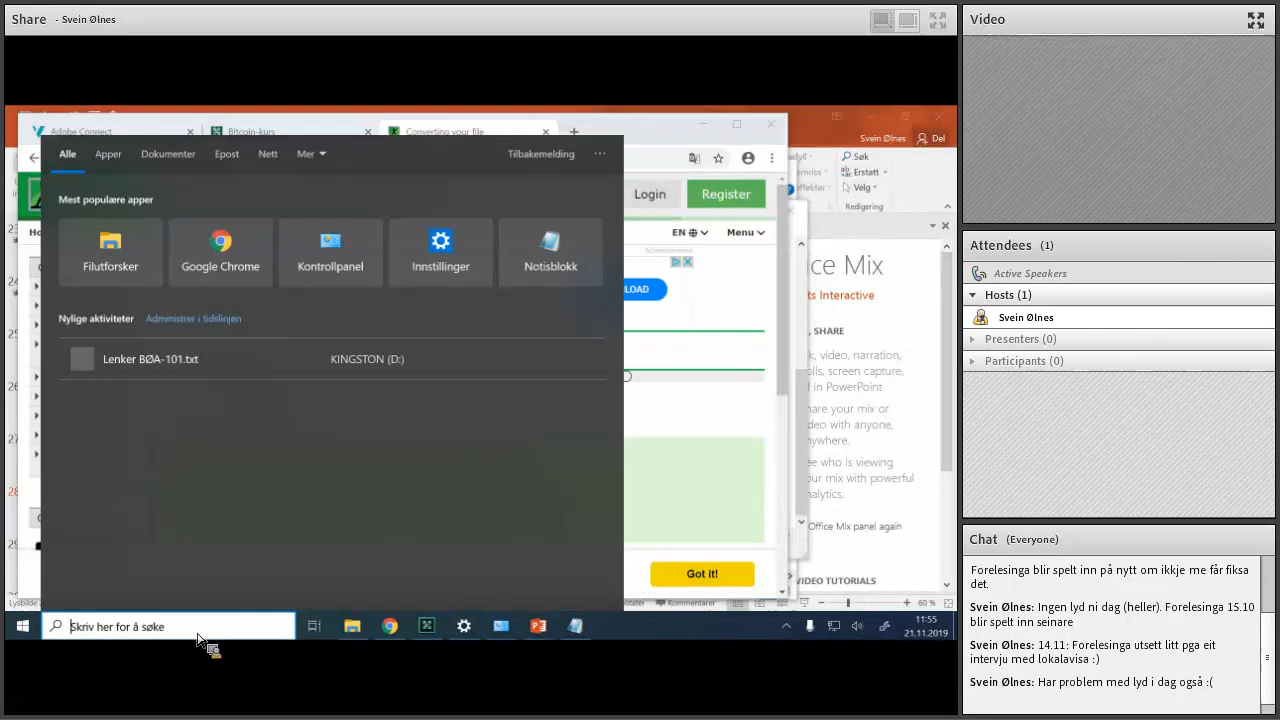 Share - Svein Ølnes
Adobe Connect
Bitcoin-kurs
Converting your file
Svein Ølnes
Del
Alle Apper Dokumenter Epost Nett Mer Tilbakemelding ...
Søk
Erstatt
Velg
Redigering
Login Register
EN Menu
Mest populære apper
Filutforsker
Google Chrome
Kontrollpanel
Innstillinger
Notisblokk
Nylige aktiviteter Administrer i tidslinjen
Lenker BØA-101.txt KINGSTON (D:)
ice Mix
ts Interactive
, SHARE
k, video, narration,
olls, screen capture,
l in PowerPoint
hare your mix or
ideo with anyone,
nywhere.
ee who is viewing
our mix with powerful
nalytics.
Office Mix panel again
VIDEO TUTORIALS
Got it!
Kommentarer
60 %
Skriv her for å søke
11:55
21.11.2019
Video
Attendees (1)
Active Speakers
Hosts (1)
Svein Ølnes
Presenters (0)
Participants (0)
Chat (Everyone)
Forelesinga blir spelt inn på nytt om ikkje me får fiksa
det.
Svein Ølnes: Ingen lyd ni dag (heller). Forelesinga 15.10
blir spelt inn seinare
Svein Ølnes: 14.11: Forelesinga utsett litt pga eit
intervju med lokalavisa :)
Svein Ølnes: Har problem med lyd i dag også :(